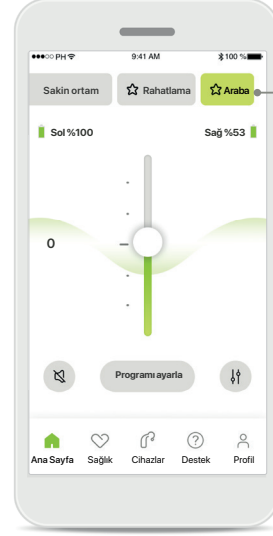 ●●●○○ PH 9:41 AM 100 %
Sakin ortam Rahatlama Araba
Sol %100 Sağ %53
0
Programı ayarla
Ana Sayfa Sağlık Cihazlar Destek Profil